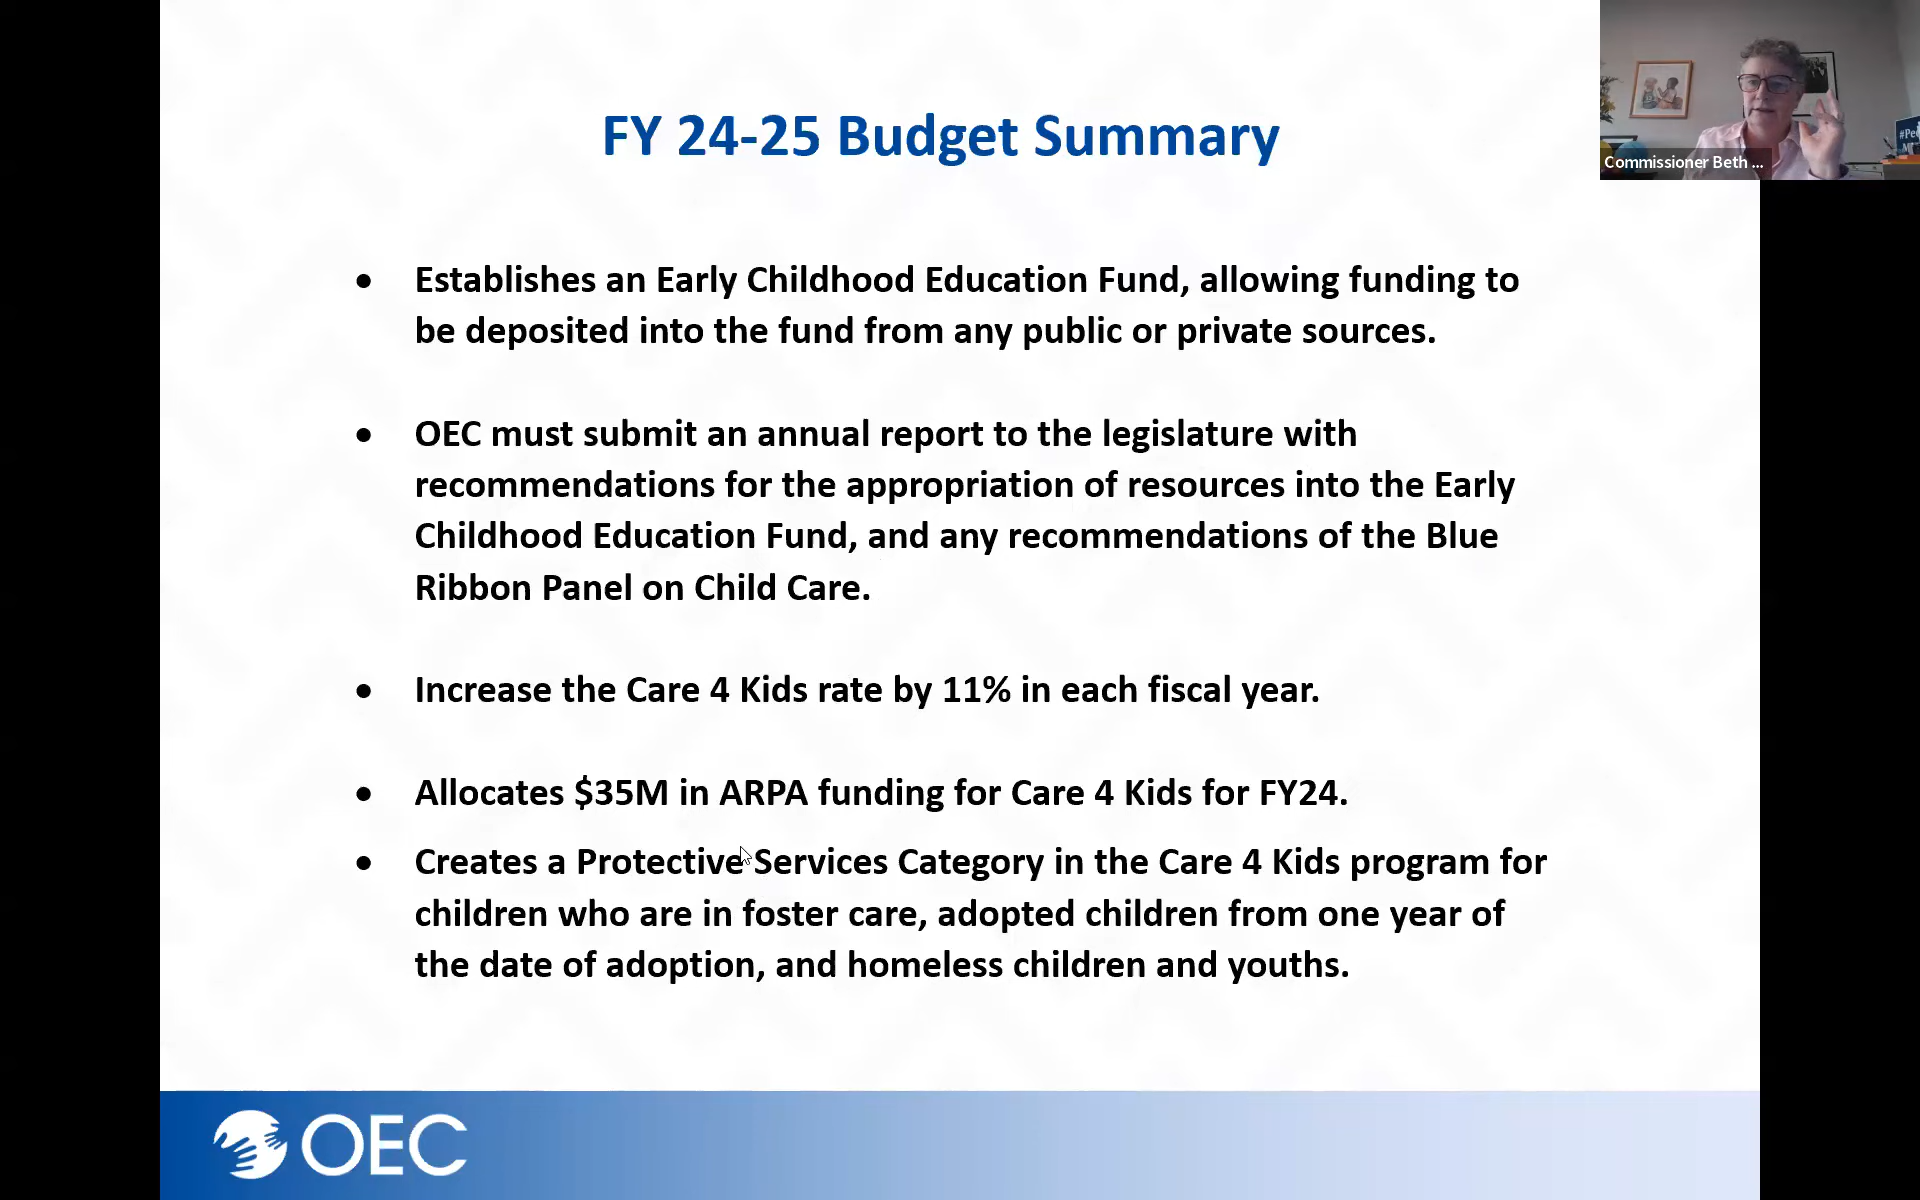 FY 24-25 Budget Summary
Commissioner Beth ...
#Pe
• Establishes an Early Childhood Education Fund, allowing funding to
be deposited into the fund from any public or private sources.
• OEC must submit an annual report to the legislature with
recommendations for the appropriation of resources into the Early
Childhood Education Fund, and any recommendations of the Blue
Ribbon Panel on Child Care.
• Increase the Care 4 Kids rate by 11% in each fiscal year.
• Allocates $35M in ARPA funding for Care 4 Kids for FY24.
• Creates a Protective Services Category in the Care 4 Kids program for
children who are in foster care, adopted children from one year of
the date of adoption, and homeless children and youths.
OEC